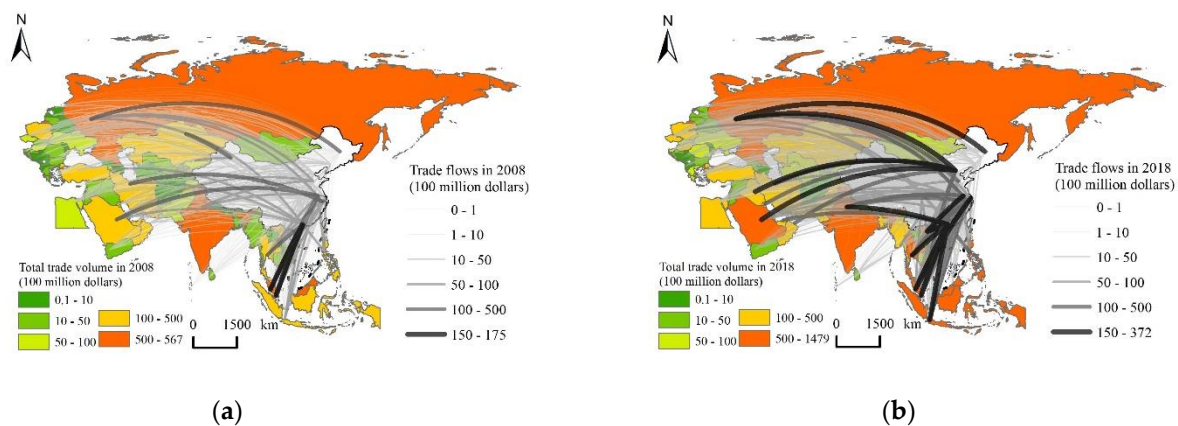 N
Trade flows in 2008
(100 million dollars)
0 - 1
1 - 10
10 - 50
50 - 100
100 - 500
150 - 175
Total trade volume in 2008
(100 million dollars)
0.1 - 10
10 - 50
50 - 100
100 - 500
500 - 567
0 1500 km
(a)
N
Trade flows in 2018
(100 million dollars)
0 - 1
1 - 10
10 - 50
50 - 100
100 - 500
150 - 372
Total trade volume in 2018
(100 million dollars)
0.1 - 10
10 - 50
50 - 100
100 - 500
500 - 1479
0 1500 km
(b)